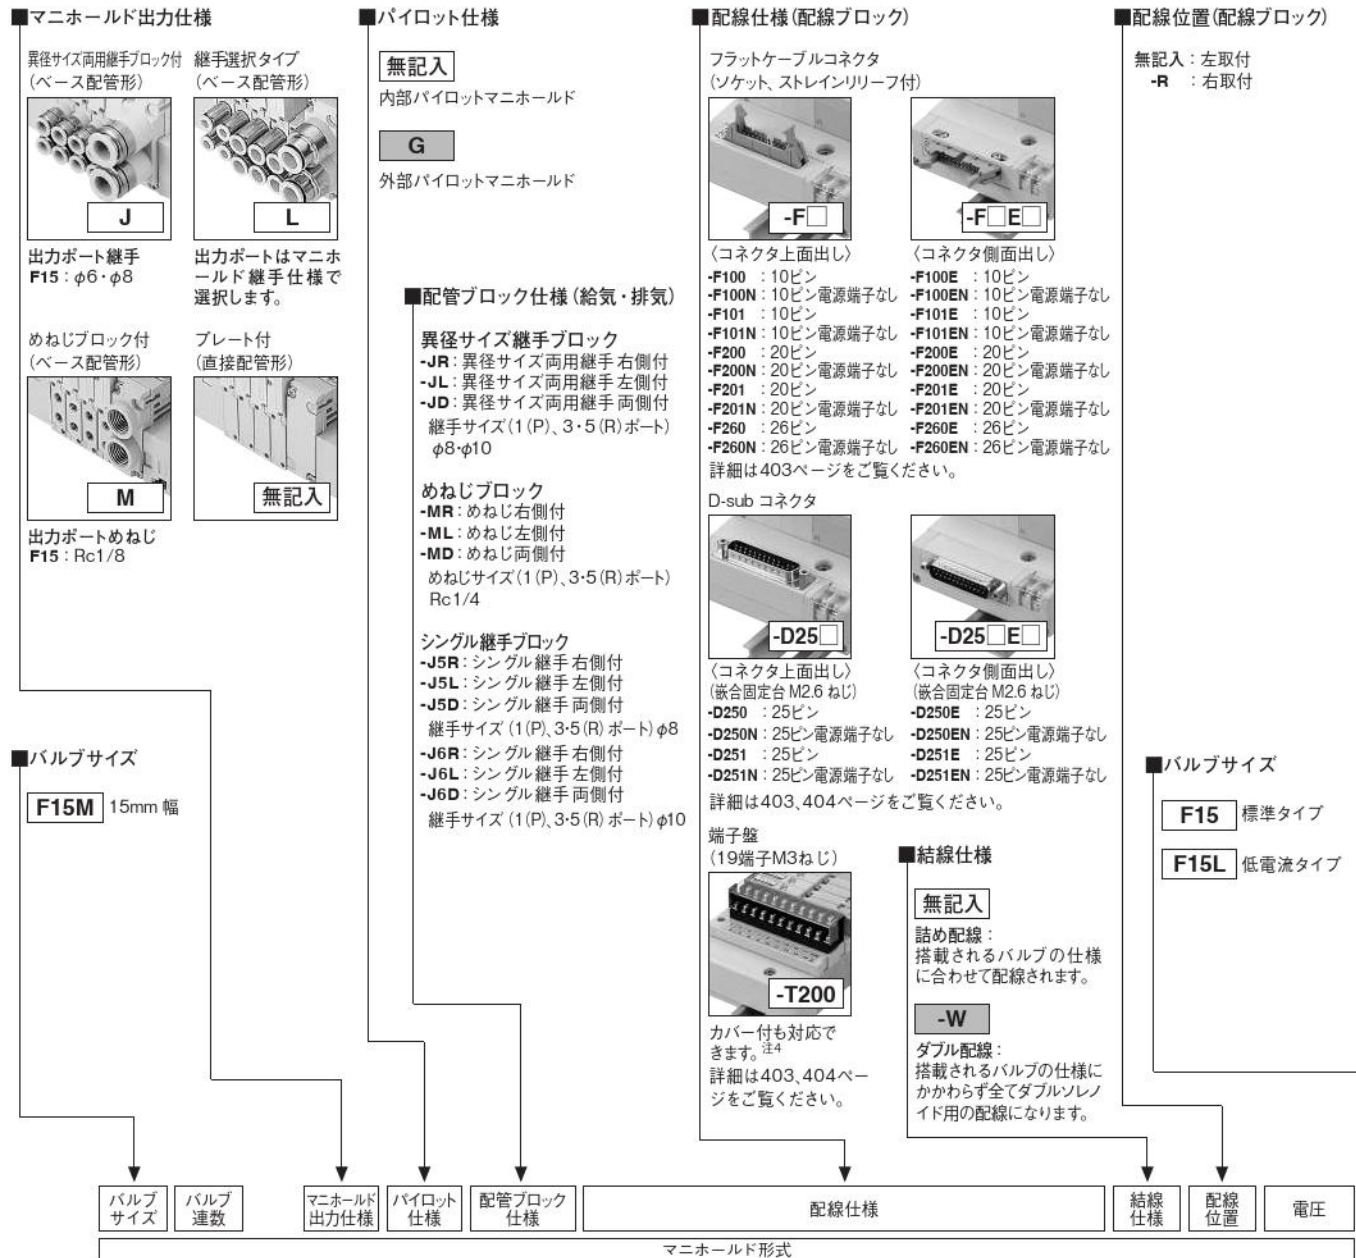 ■マニホールド出力仕様
異径サイズ両用継手ブロック付
(ベース配管形)
継手選択タイプ
(ベース配管形)
J
L
出力ポート継手
F15：φ6・φ8
出力ポートはマニホ
ールド継手仕様で
選択します。
めねじブロック付
(ベース配管形)
プレート付
(直接配管形)
M
無記入
出力ポートめねじ
F15：Rc1/8
■バルブサイズ
F15M 15mm 幅
■パイロット仕様
無記入
内部パイロットマニホールド
G
外部パイロットマニホールド
■配管ブロック仕様(給気・排気)
異径サイズ継手ブロック
-JR：異径サイズ両用継手右側付
-JL：異径サイズ両用継手左側付
-JD：異径サイズ両用継手両側付
継手サイズ(1(P)、3・5(R)ポート)
φ8・φ10
めねじブロック
-MR：めねじ右側付
-ML：めねじ左側付
-MD：めねじ両側付
めねじサイズ(1(P)、3・5(R)ポート)
Rc1/4
シングル継手ブロック
-J5R：シングル継手右側付
-J5L：シングル継手左側付
-J5D：シングル継手両側付
継手サイズ(1(P)、3・5(R)ポート)φ8
-J6R：シングル継手右側付
-J6L：シングル継手左側付
-J6D：シングル継手両側付
継手サイズ(1(P)、3・5(R)ポート)φ10
■配線仕様(配線ブロック)
フラットケーブルコネクタ
(ソケット、ストレインリリーフ付)
-F□
-F□E□
〈コネクタ上面出し〉
-F100 ：10ピン
-F100N：10ピン電源端子なし
-F101 ：10ピン
-F101N：10ピン電源端子なし
-F200 ：20ピン
-F200N：20ピン電源端子なし
-F201 ：20ピン
-F201N：20ピン電源端子なし
-F260 ：26ピン
-F260N：26ピン電源端子なし
〈コネクタ側面出し〉
-F100E ：10ピン
-F100EN：10ピン電源端子なし
-F101E ：10ピン
-F101EN：10ピン電源端子なし
-F200E ：20ピン
-F200EN：20ピン電源端子なし
-F201E ：20ピン
-F201EN：20ピン電源端子なし
-F260E ：26ピン
-F260EN：26ピン電源端子なし
詳細は403ページをご覧ください。
D-sub コネクタ
-D25□
-D25□E□
〈コネクタ上面出し〉
(嵌合固定台 M2.6 ねじ)
-D250 ：25ピン
-D250N：25ピン電源端子なし
-D251 ：25ピン
-D251N：25ピン電源端子なし
〈コネクタ側面出し〉
(嵌合固定台 M2.6 ねじ)
-D250E ：25ピン
-D250EN：25ピン電源端子なし
-D251E ：25ピン
-D251EN：25ピン電源端子なし
詳細は403、404ページをご覧ください。
端子盤
(19端子M3ねじ)
-T200
カバー付も対応で
きます。注4
詳細は403、404ペー
ジをご覧ください。
■結線仕様
無記入
詰め配線：
搭載されるバルブの仕様
に合わせて配線されます。
-W
ダブル配線：
搭載されるバルブの仕様に
かかわらず全てダブルソレノ
イド用の配線になります。
■配線位置(配線ブロック)
無記入：左取付
-R ：右取付
■バルブサイズ
F15 標準タイプ
F15L 低電流タイプ
バルブ
サイズ
バルブ
連数
マニホールド
出力仕様
パイロット
仕様
配管ブロック
仕様
配線仕様
結線
仕様
配線
位置
電圧
マニホールド形式